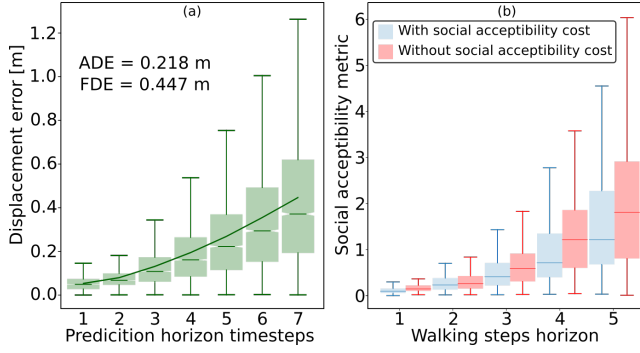 (a)
ADE = 0.218 m
FDE = 0.447 m
Displacement error [m]
1.2
1.0
0.8
0.6
0.4
0.2
0.0
1 2 3 4 5 6 7
Predicition horizon timesteps
(b)
With social acceptibility cost
Without social acceptibility cost
Social acceptibility metric
6
5
4
3
2
1
0
1 2 3 4 5
Walking steps horizon